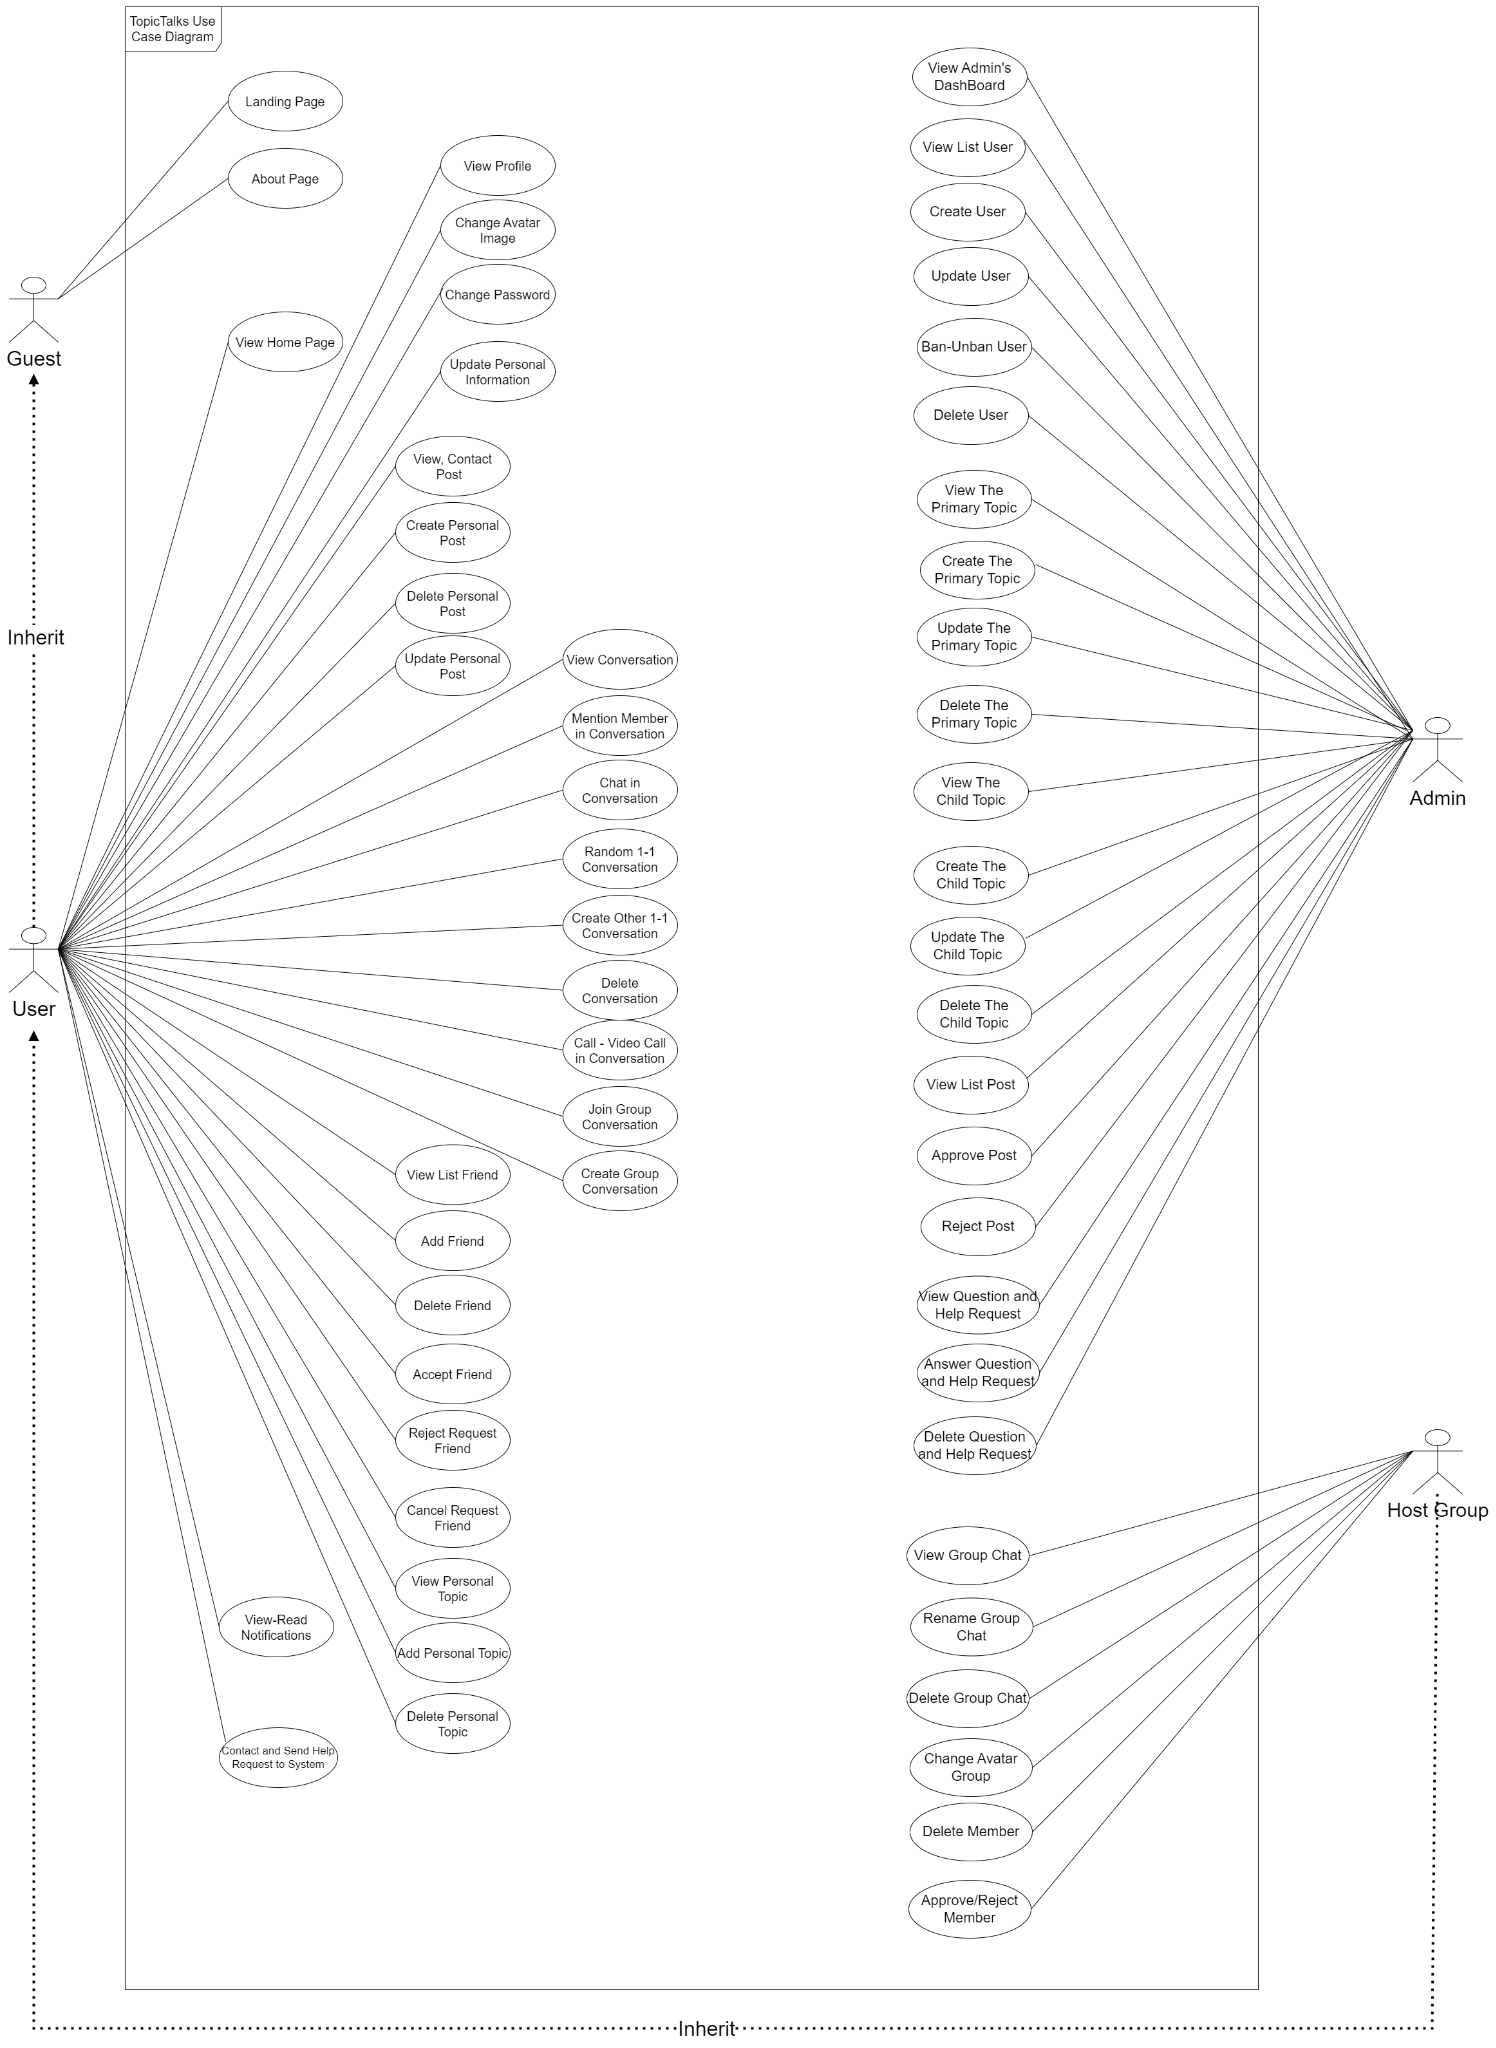 TopicTalks Use
Case Diagram
Landing Page
About Page
View Profile
Change Avatar
Image
Change Password
Guest
View Home Page
Update Personal
Information
View, Contact
Post
Create Personal
Post
Delete Personal
Post
Inherit
Update Personal
Post
View Conversation
Mention Member
in Conversation
Chat in
Conversation
Random 1-1
Conversation
Create Other 1-1
Conversation
User
Delete
Conversation
Call - Video Call
in Conversation
Join Group
Conversation
View List Friend
Create Group
Conversation
Add Friend
Delete Friend
Accept Friend
Reject Request
Friend
Cancel Request
Friend
View Personal
Topic
View-Read
Notifications
Add Personal Topic
Delete Personal
Topic
Contact and Send Help
Request to System
View Admin's
DashBoard
View List User
Create User
Update User
Ban-Unban User
Delete User
View The
Primary Topic
Create The
Primary Topic
Update The
Primary Topic
Delete The
Primary Topic
View The
Child Topic
Admin
Create The
Child Topic
Update The
Child Topic
Delete The
Child Topic
View List Post
Approve Post
Reject Post
View Question and
Help Request
Answer Question
and Help Request
Delete Question
and Help Request
Host Group
View Group Chat
Rename Group
Chat
Delete Group Chat
Change Avatar
Group
Delete Member
Approve/Reject
Member
Inherit